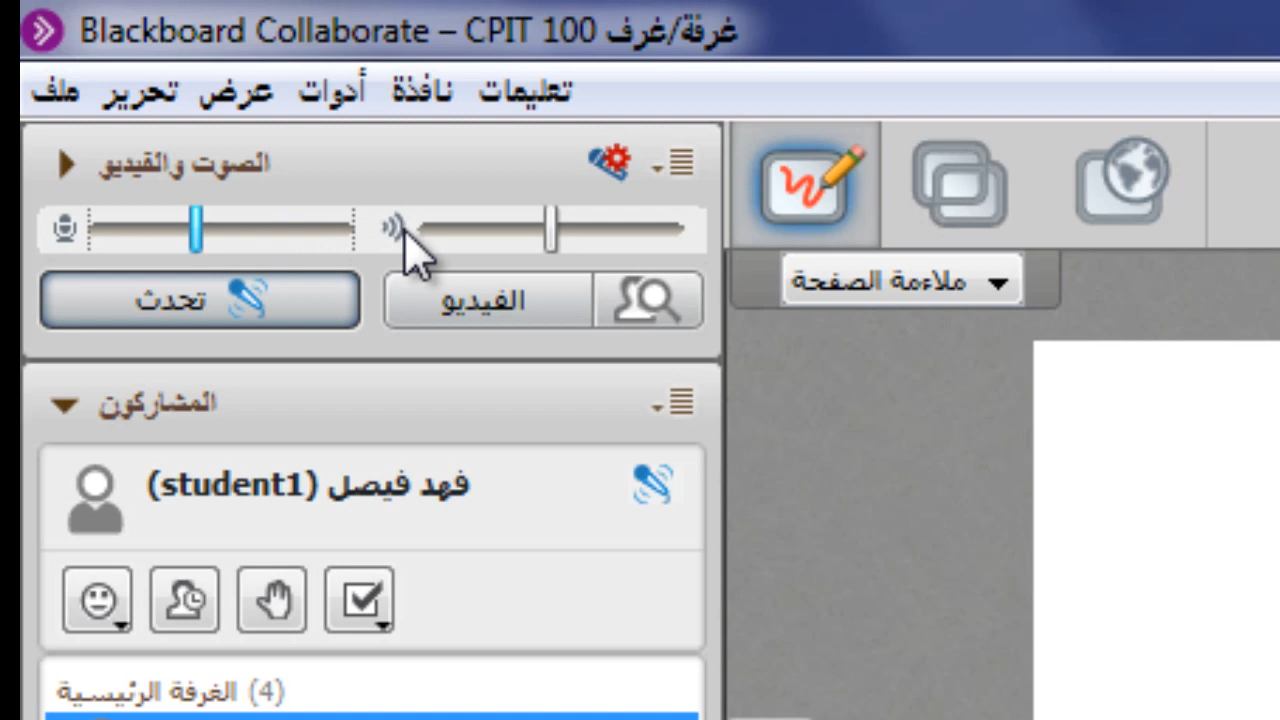 Blackboard Collaborate – CPIT 100 غرفة/غرف
ملف تحرير عرض أدوات نافذة تعليمات
الصوت والفيديو
تحدث
الفيديو
ملاءمة الصفحة
المشاركون
فهد فيصل (student1)
الغرفة الرئيسية (4)